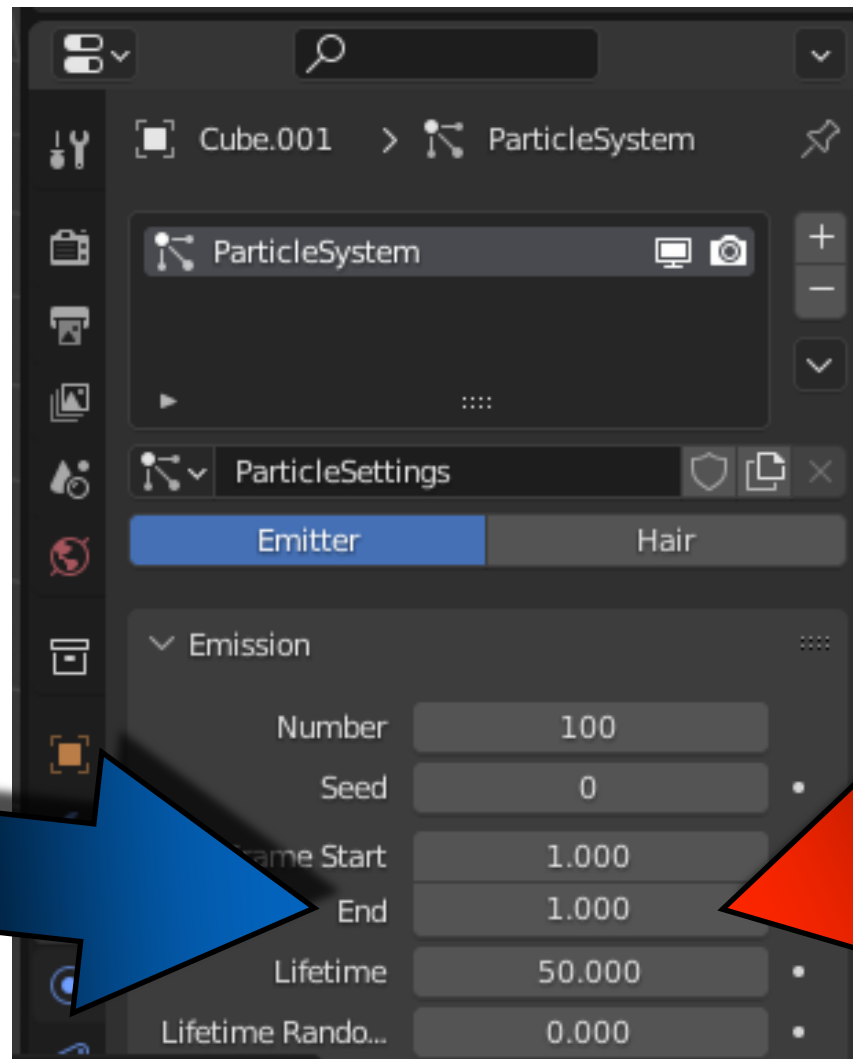 Cube.001 > ParticleSystem
ParticleSystem
ParticleSettings
Emitter Hair
Emission
Number 100
Seed 0
Frame Start 1.000
End 1.000
Lifetime 50.000
Lifetime Rando... 0.000